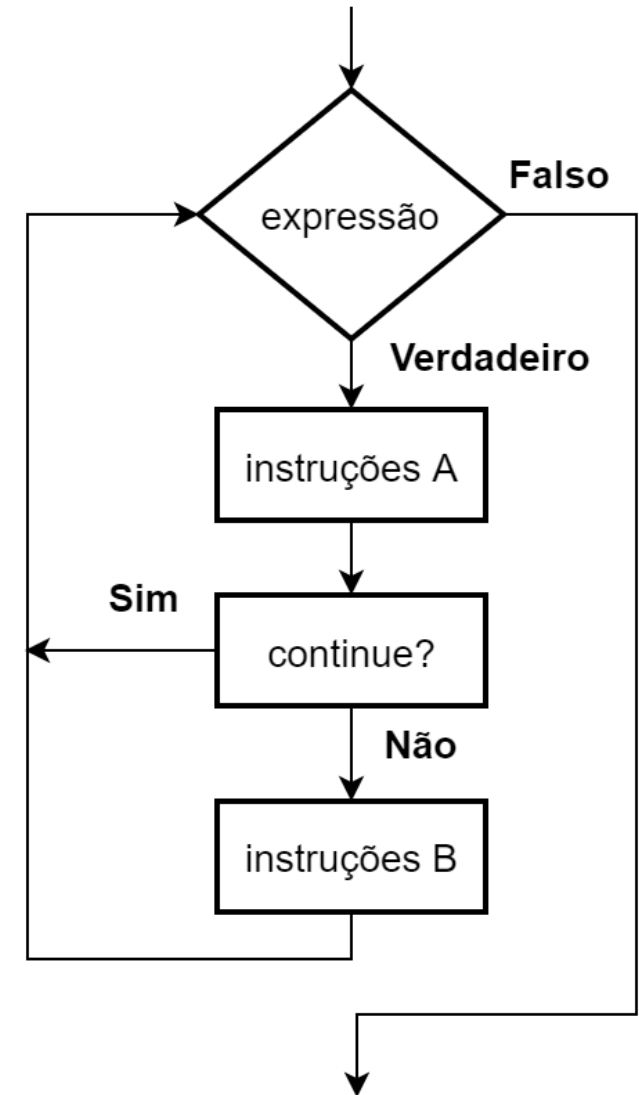 Falso
expressão
Verdadeiro
instruções A
Sim
continue?
Não
instruções B